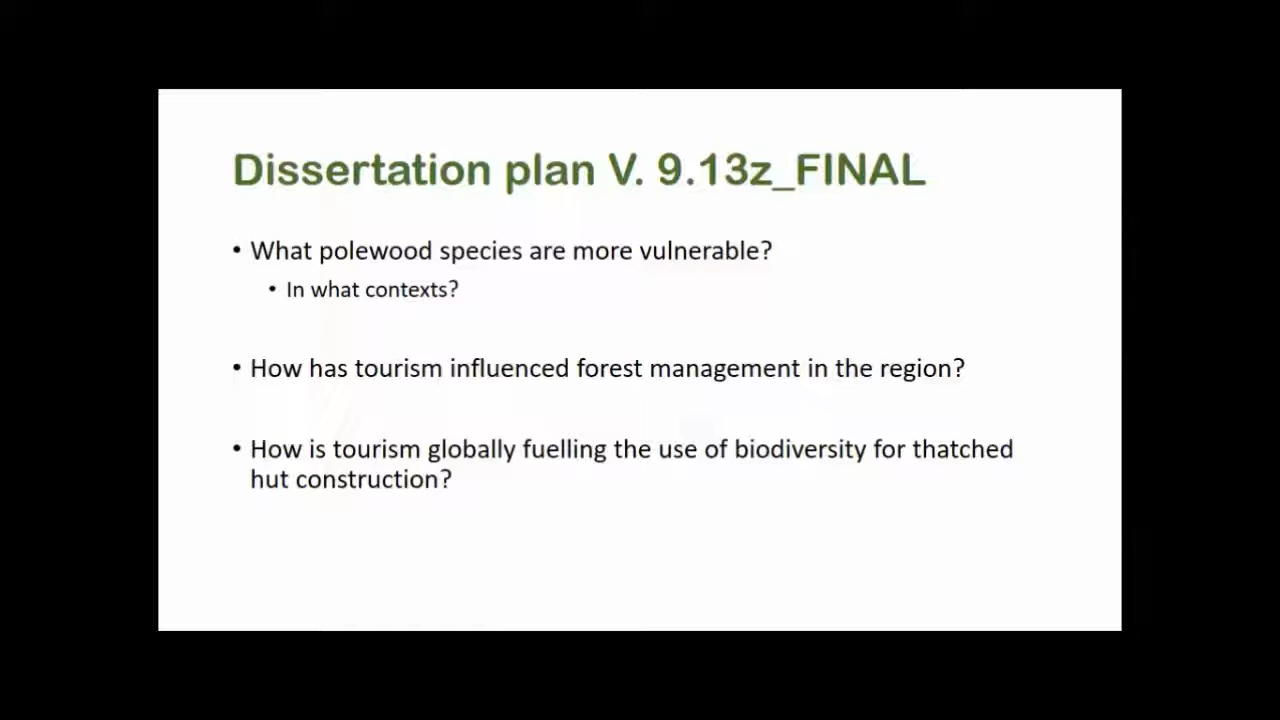 Dissertation plan V. 9.13z_FINAL
• What polewood species are more vulnerable?
• In what contexts?
• How has tourism influenced forest management in the region?
• How is tourism globally fuelling the use of biodiversity for thatched
hut construction?